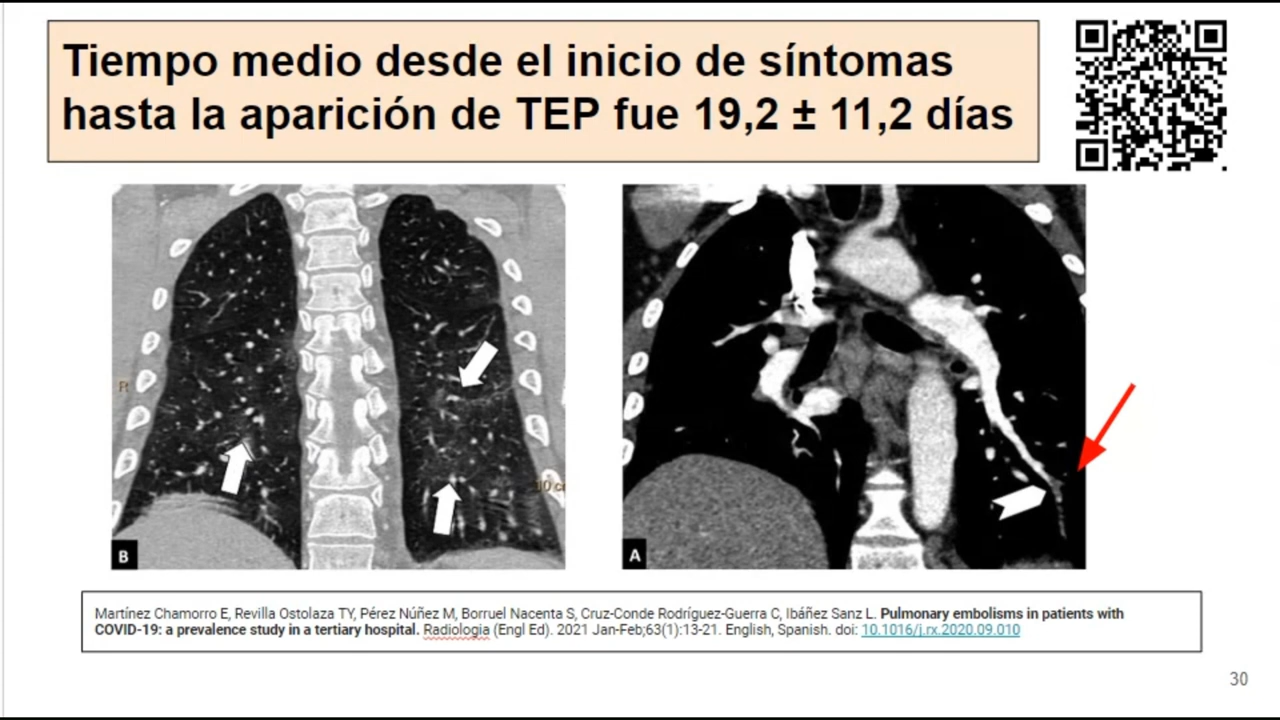 Tiempo medio desde el inicio de síntomas
hasta la aparición de TEP fue 19,2 ± 11,2 días
R
10 cm
B
A
Martínez Chamorro E, Revilla Ostolaza TY, Pérez Núñez M, Borruel Nacenta S, Cruz-Conde Rodríguez-Guerra C, Ibáñez Sanz L. Pulmonary embolisms in patients with
COVID-19: a prevalence study in a tertiary hospital. Radiologia (Engl Ed). 2021 Jan-Feb;63(1):13-21. English, Spanish. doi: 10.1016/j.rx.2020.09.010
30